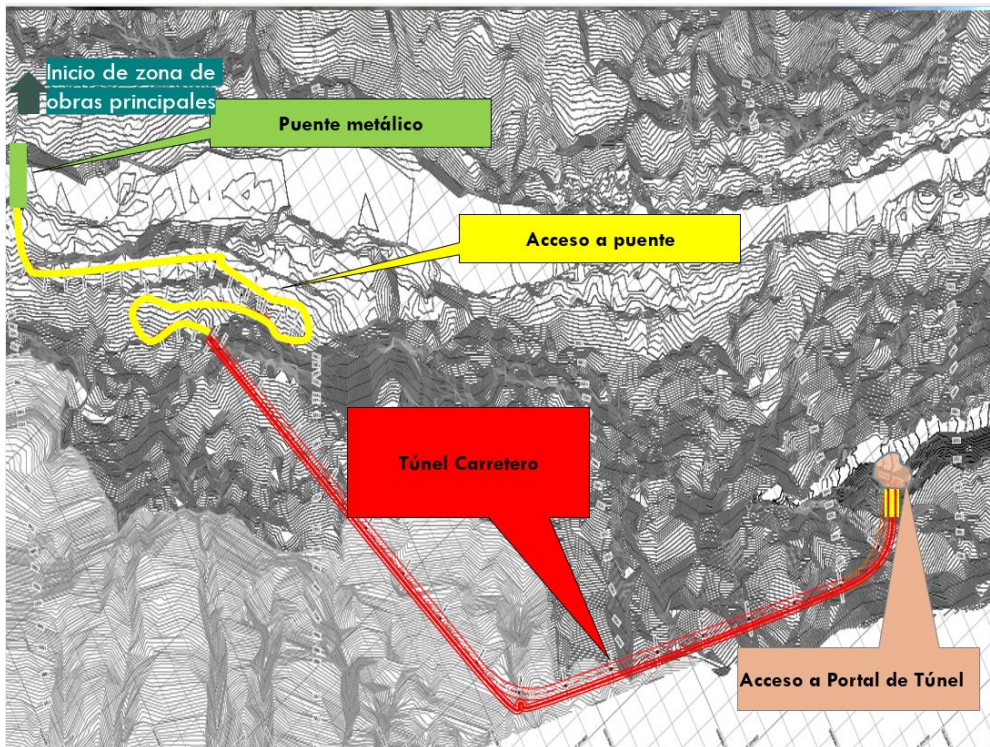 Inicio de zona de
obras principales
Puente metálico
Acceso a puente
Túnel Carretero
Acceso a Portal de Túnel